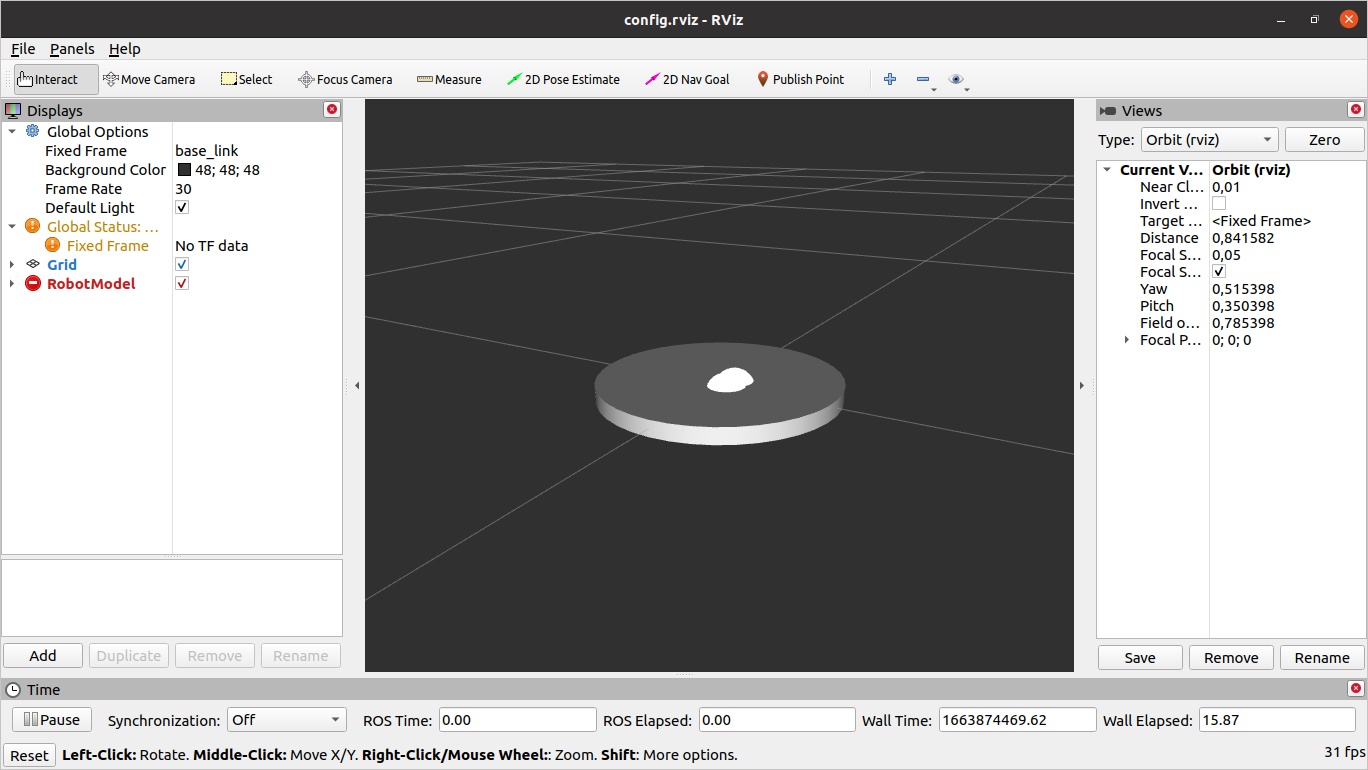 config.rviz - RViz
File Panels Help
Interact Move Camera Select Focus Camera Measure 2D Pose Estimate 2D Nav Goal Publish Point
Displays
Global Options
Fixed Frame base_link
Background Color 48; 48; 48
Frame Rate 30
Default Light
Global Status: ...
Fixed Frame No TF data
Grid
RobotModel
Add Duplicate Remove Rename
Views
Type: Orbit (rviz) Zero
Current V... Orbit (rviz)
Near Cl... 0,01
Invert ...
Target ... <Fixed Frame>
Distance 0,841582
Focal S... 0,05
Focal S...
Yaw 0,515398
Pitch 0,350398
Field o... 0,785398
Focal P... 0; 0; 0
Save Remove Rename
Time
Pause Synchronization: Off ROS Time: 0.00 ROS Elapsed: 0.00 Wall Time: 1663874469.62 Wall Elapsed: 15.87
Reset Left-Click: Rotate. Middle-Click: Move X/Y. Right-Click/Mouse Wheel:: Zoom. Shift: More options. 31 fps